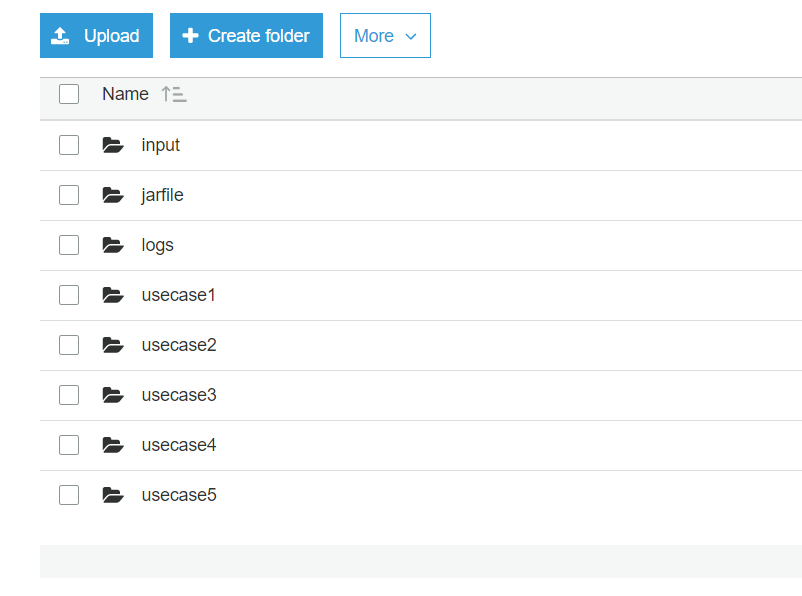 Upload Create folder More
Name
input
jarfile
logs
usecase1
usecase2
usecase3
usecase4
usecase5